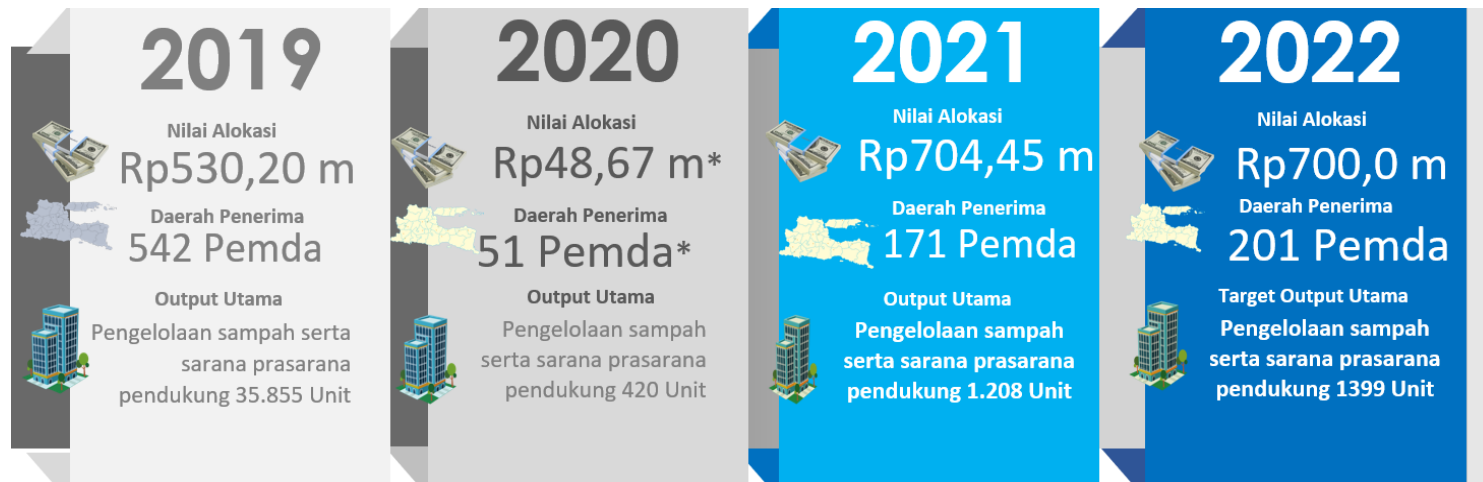 2019
Nilai Alokasi
Rp530,20 m
Daerah Penerima
542 Pemda
Output Utama
Pengelolaan sampah serta
sarana prasarana
pendukung 35.855 Unit
2020
Nilai Alokasi
Rp48,67 m*
Daerah Penerima
51 Pemda*
Output Utama
Pengelolaan sampah
serta sarana prasarana
pendukung 420 Unit
2021
Nilai Alokasi
Rp704,45 m
Daerah Penerima
171 Pemda
Output Utama
Pengelolaan sampah
serta sarana prasarana
pendukung 1.208 Unit
2022
Nilai Alokasi
Rp700,0 m
Daerah Penerima
201 Pemda
Target Output Utama
Pengelolaan sampah
serta sarana prasarana
pendukung 1399 Unit